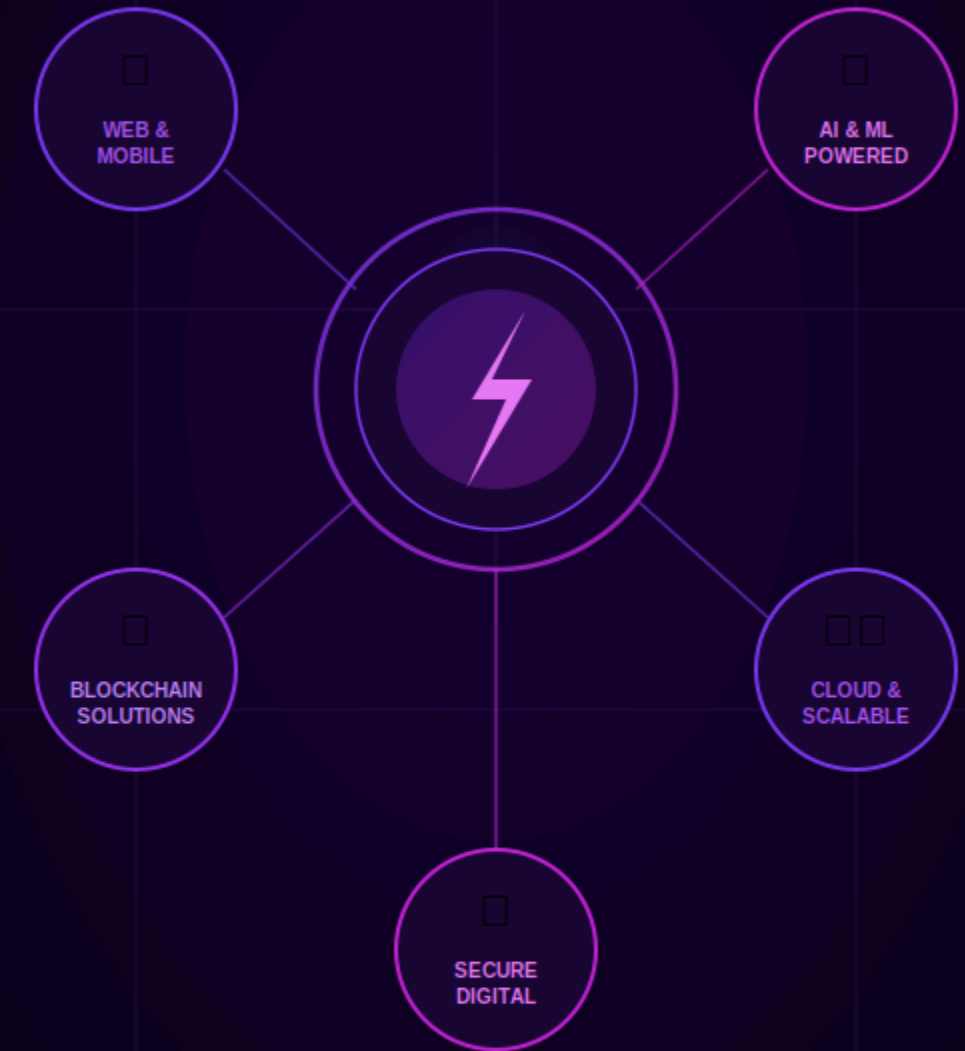 WEB &
MOBILE
AI & ML
POWERED
BLOCKCHAIN
SOLUTIONS
CLOUD &
SCALABLE
SECURE
DIGITAL